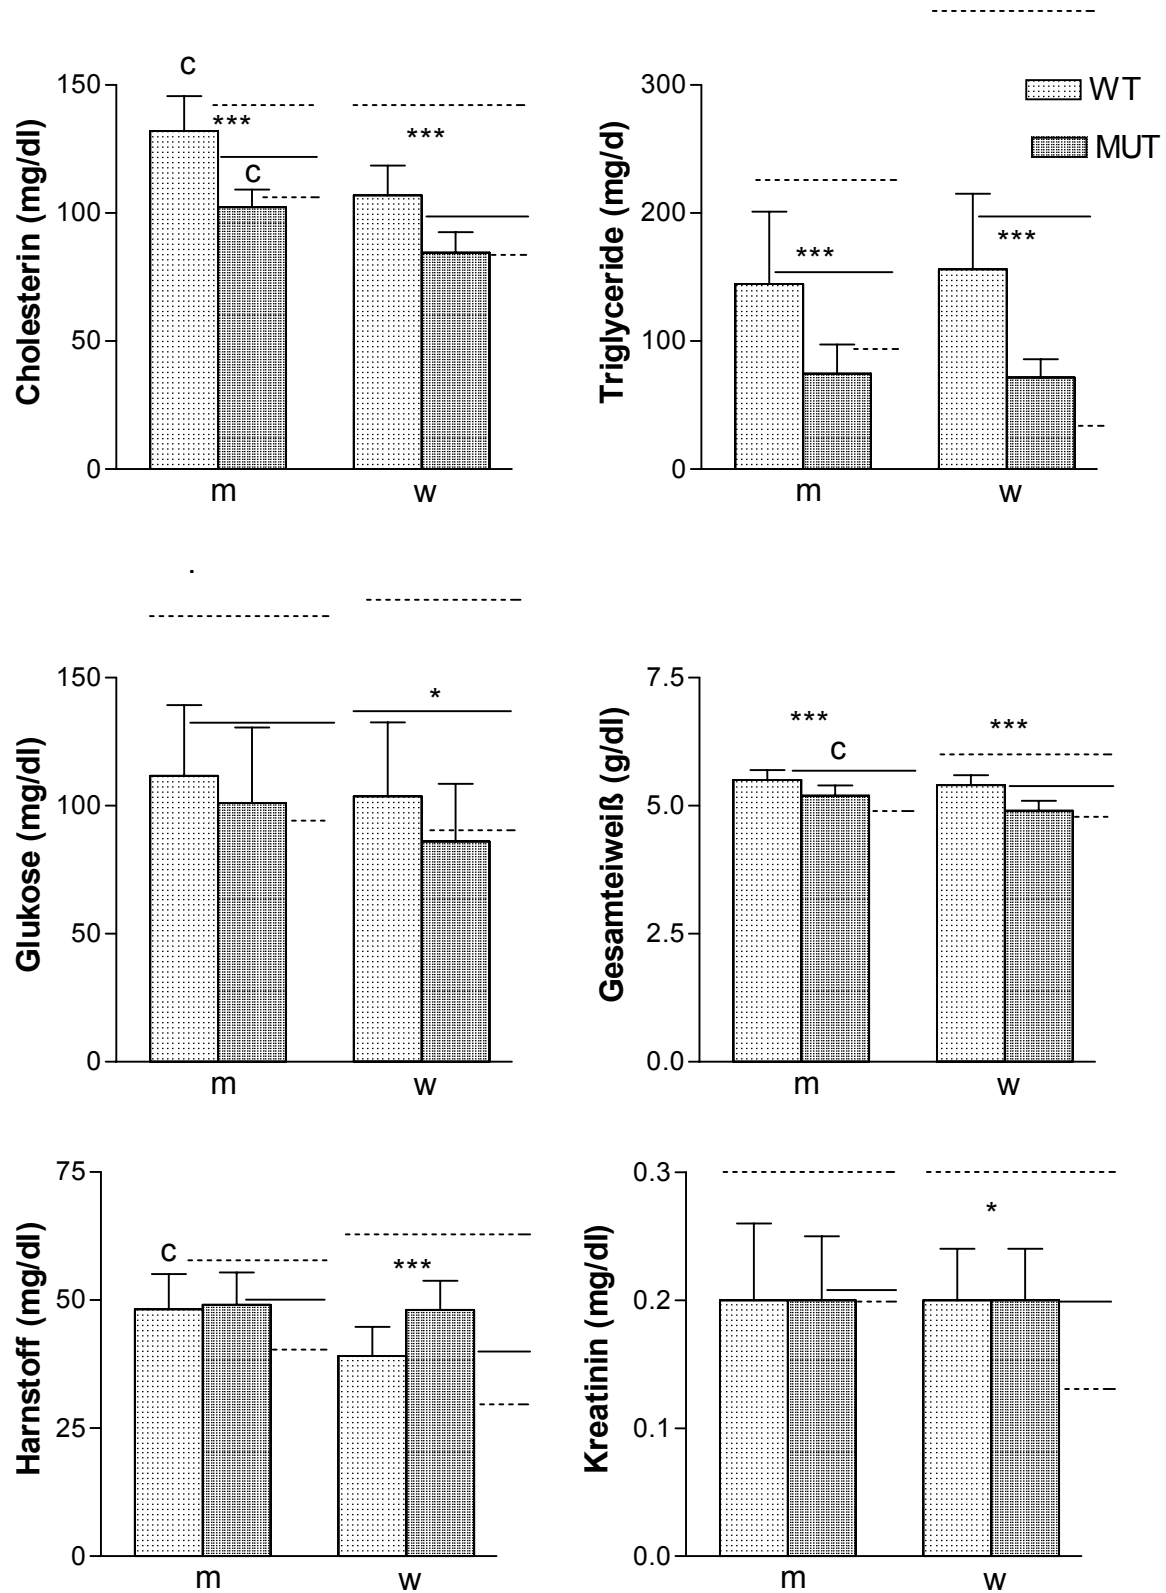 C
150
***
***
C
100
50
0
Cholesterin (mg/dl)
m
w
300
WT
MUT
200
***
***
100
0
Triglyceride (mg/d)
m
w
.
150
*
100
50
0
Glukose (mg/dl)
m
w
7.5
***
***
C
5.0
2.5
0.0
Gesamteiweiß (g/dl)
m
w
75
C
***
50
25
0
Harnstoff (mg/dl)
m
w
0.3
*
0.2
0.1
0.0
Kreatinin (mg/dl)
m
w